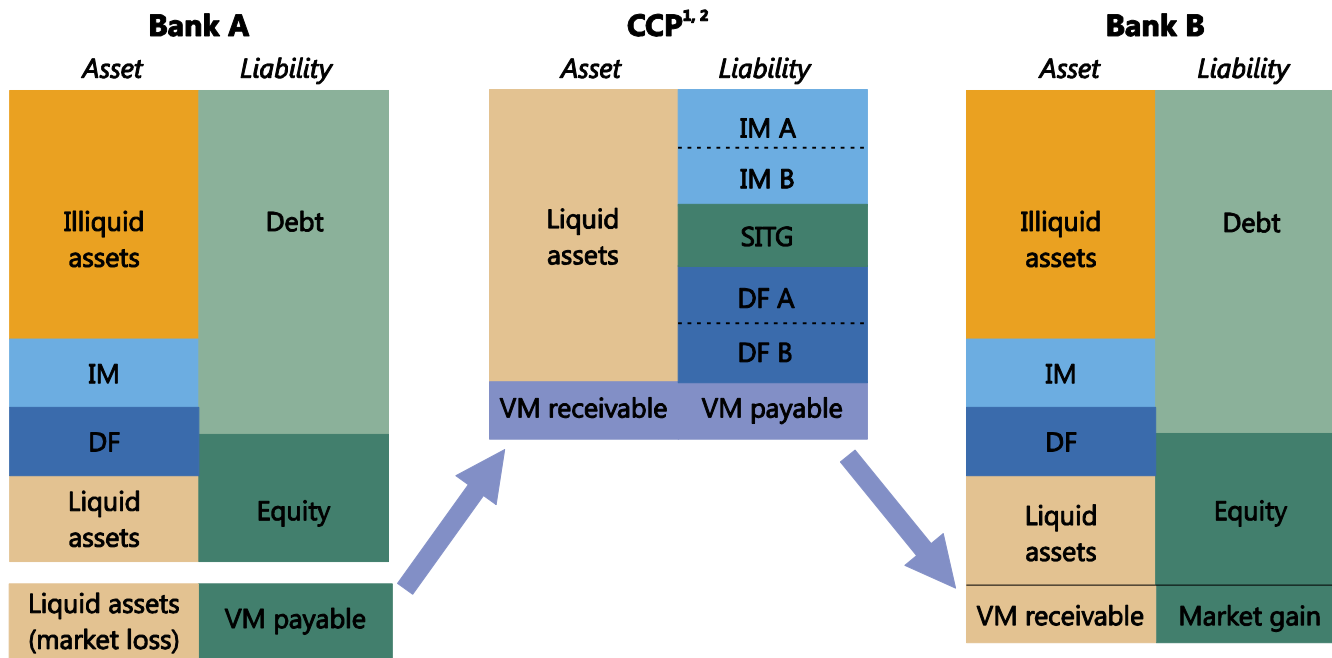 Bank A
Asset Liability
Illiquid
assets
Debt
IM
DF
Liquid
assets
Equity
Liquid assets
(market loss)
VM payable
CCP1, 2
Asset Liability
Liquid
assets
IM A
IM B
SITG
DF A
DF B
VM receivable VM payable
Bank B
Asset Liability
Illiquid
assets
Debt
IM
DF
Liquid
assets
Equity
VM receivable Market gain